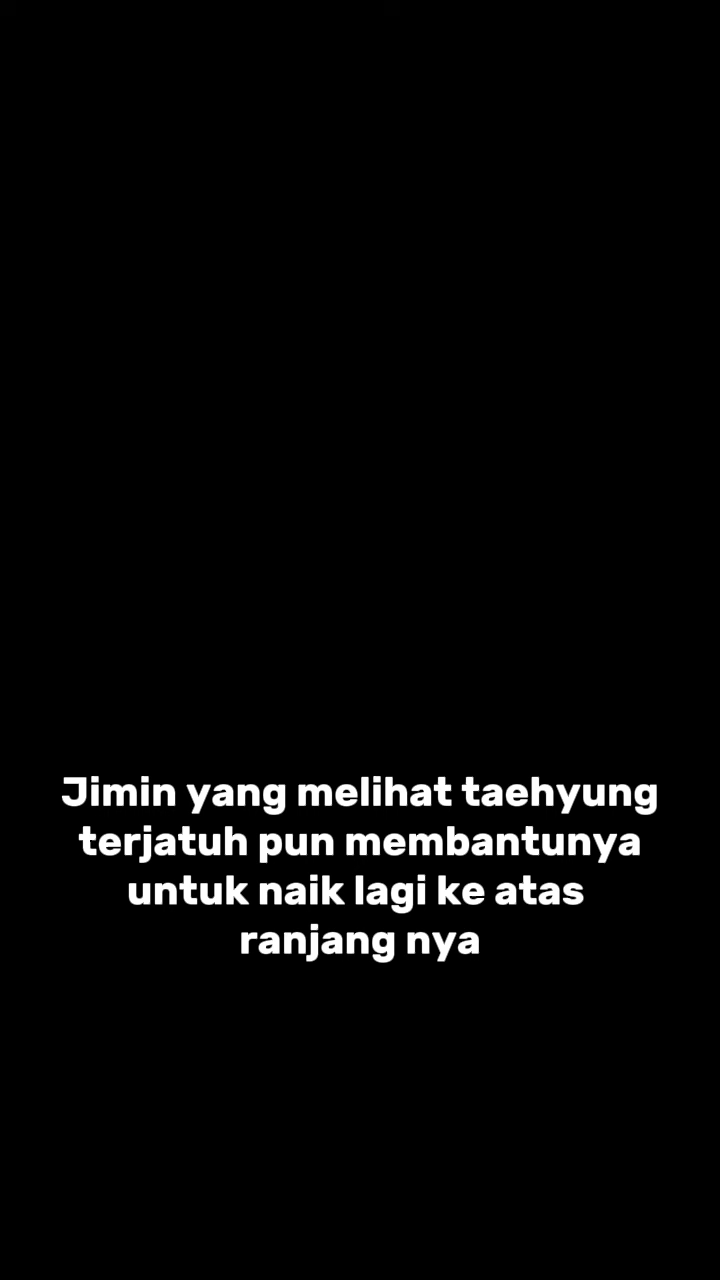 Jimin yang melihat taehyung
terjatuh pun membantunya
untuk naik lagi ke atas
ranjang nya